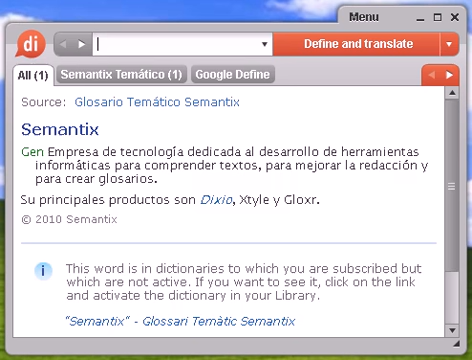 Menu
di
Define and translate
All (1)
Semantix Temático (1)
Google Define
Source: Glosario Temático Semantix
Semantix
Gen Empresa de tecnología dedicada al desarrollo de herramientas
informáticas para comprender textos, para mejorar la redacción y
para crear glosarios.
Su principales productos son Dixio, Xtyle y Gloxr.
© 2010 Semantix
i
This word is in dictionaries to which you are subscribed but
which are not active. If you want to see it, click on the link
and activate the dictionary in your Library.
"Semantix" - Glossari Temàtic Semantix